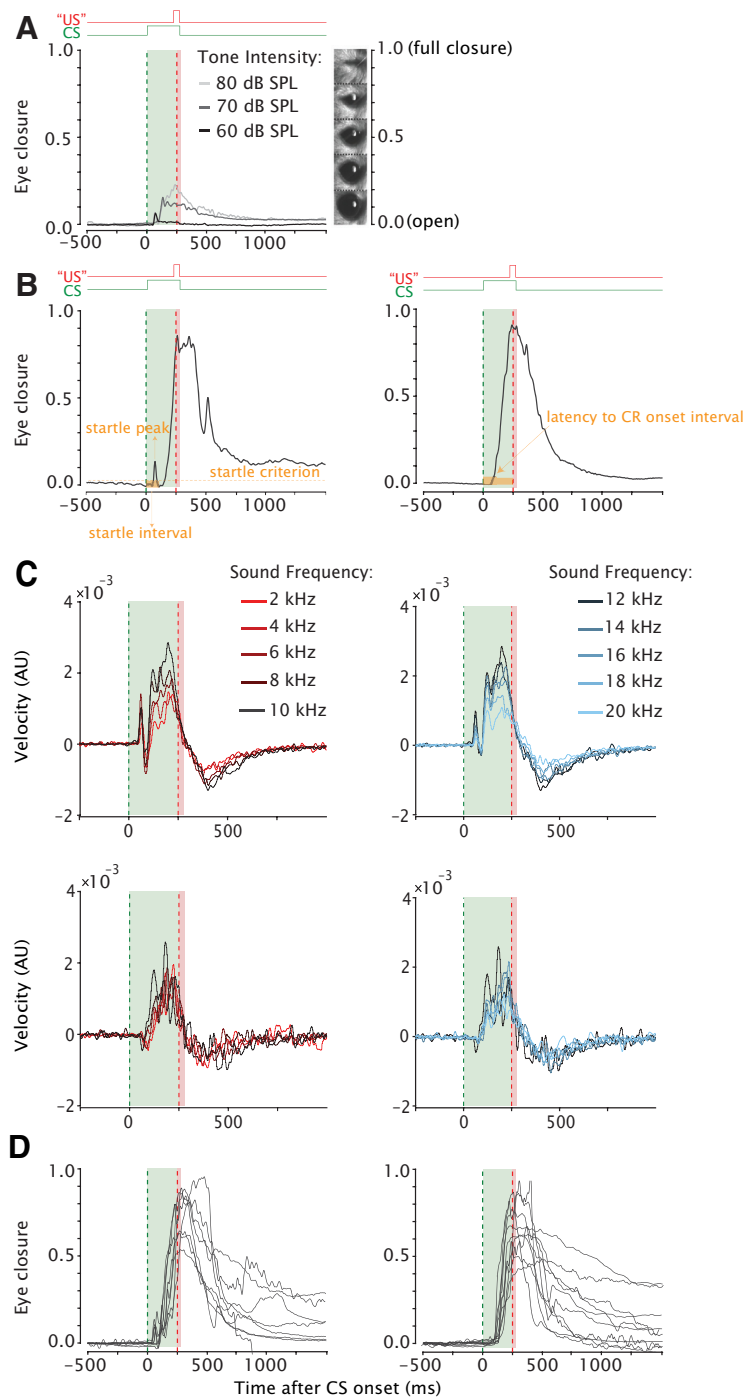 A
"US"
CS
Eye closure
1.0
0.5
0.0
Tone Intensity:
80 dB SPL
70 dB SPL
60 dB SPL
1.0 (full closure)
0.5
0.0 (open)
−500 0 500 1000
B
"US"
CS
Eye closure
1.0
0.5
0.0
startle peak
startle criterion
startle interval
−500 0 500 1000
"US"
CS
1.0
0.5
0.0
latency to CR onset interval
−500 0 500 1000
C
Sound Frequency:
2 kHz
4 kHz
6 kHz
8 kHz
10 kHz
×10⁻³
Velocity (AU)
4
2
0
−2
0 500
Sound Frequency:
12 kHz
14 kHz
16 kHz
18 kHz
20 kHz
×10⁻³
4
2
0
−2
0 500
×10⁻³
Velocity (AU)
4
2
0
−2
0 500
×10⁻³
4
2
0
−2
0 500
D
Eye closure
1.0
0.5
0.0
−500 0 500 1000
1.0
0.5
0.0
−500 0 500 1000
Time after CS onset (ms)